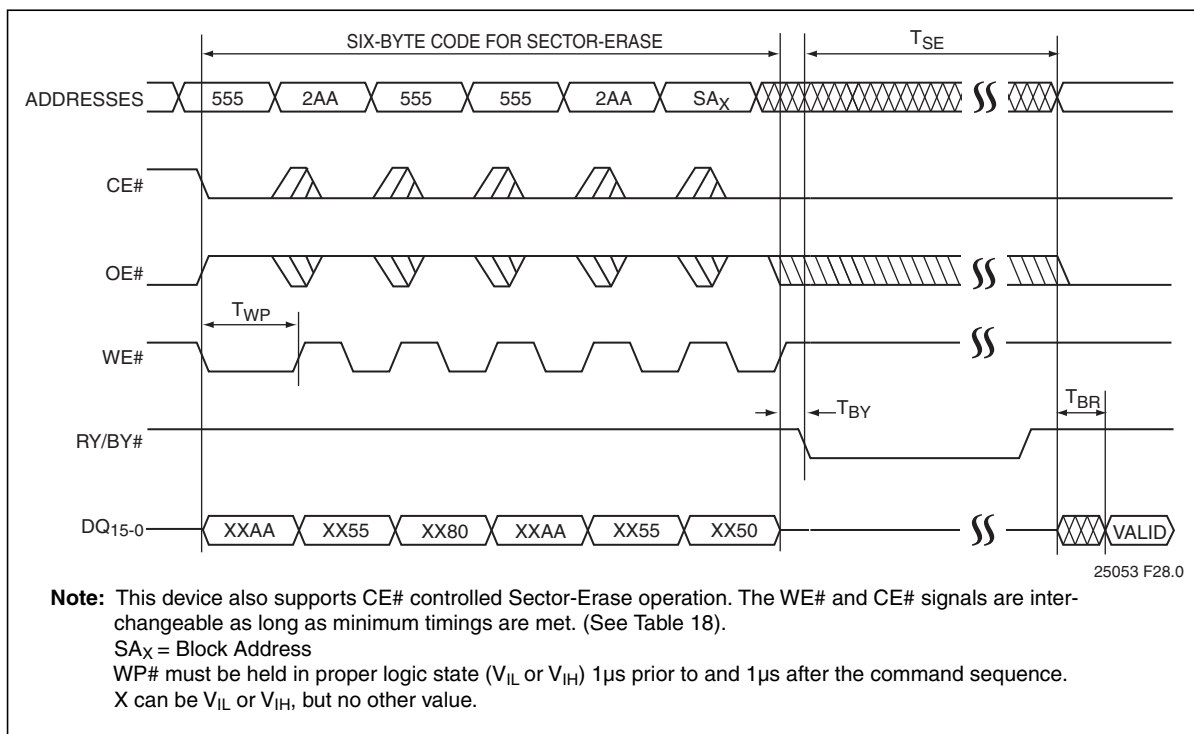 SIX-BYTE CODE FOR SECTOR-ERASE
TSE
ADDRESSES 555 2AA 555 555 2AA SAX
CE#
OE#
TWP
WE#
TBY
TBR
RY/BY#
DQ15-0 XXAA XX55 XX80 XXAA XX55 XX50 VALID
25053 F28.0
Note: This device also supports CE# controlled Sector-Erase operation. The WE# and CE# signals are inter-
changeable as long as minimum timings are met. (See Table 18).
SAX = Block Address
WP# must be held in proper logic state (VIL or VIH) 1µs prior to and 1µs after the command sequence.
X can be VIL or VIH, but no other value.